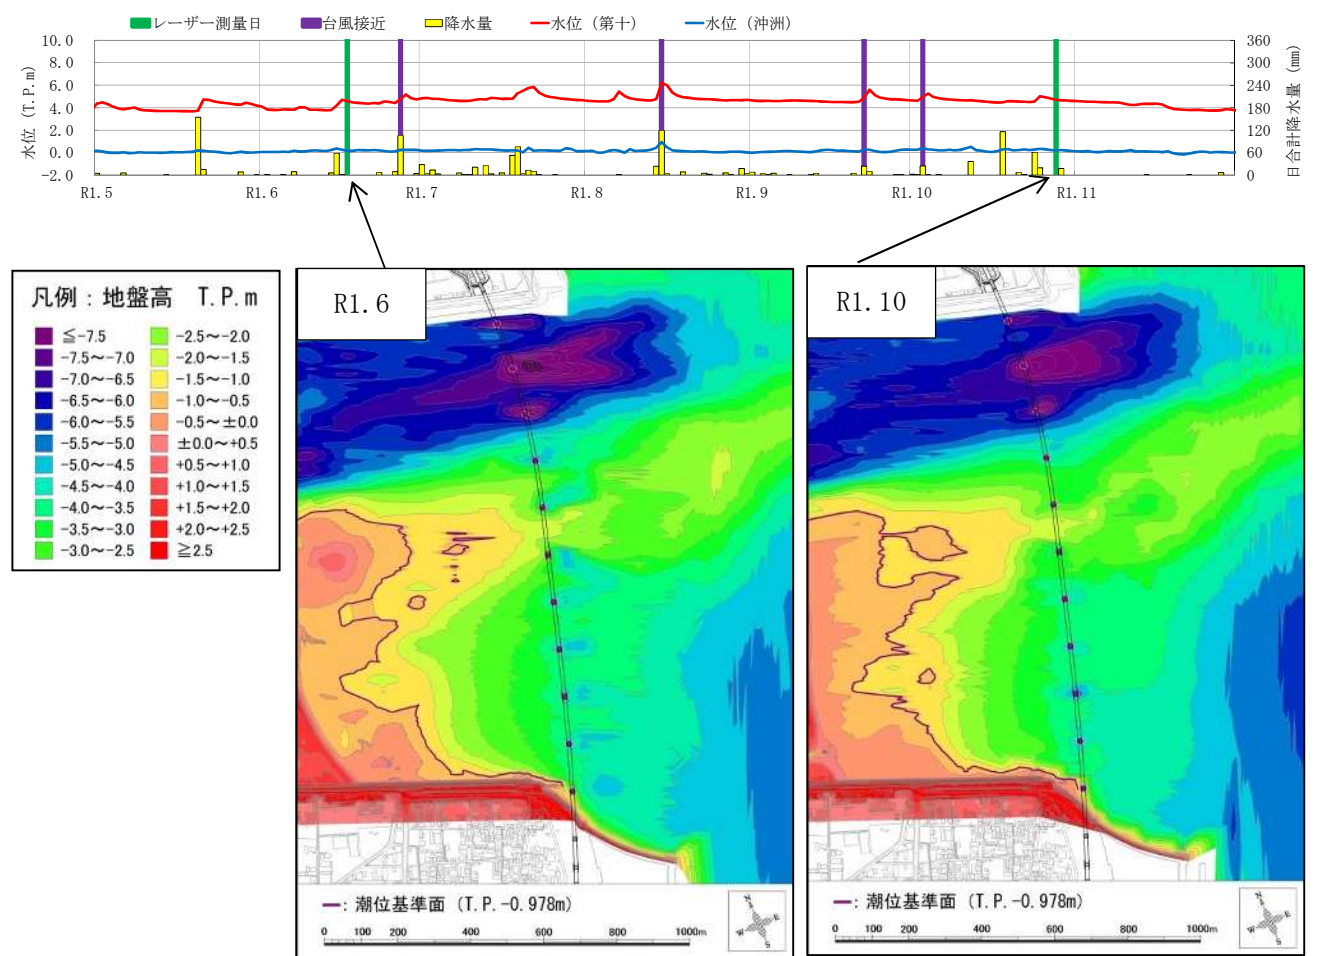 レーザー測量日 台風接近 降水量 水位（第十） 水位（沖洲）
水位（T.P.m）
10.0
8.0
6.0
4.0
2.0
0.0
−2.0
360
300
240
180
120
60
0
日合計降水量（mm）
R1.5 R1.6 R1.7 R1.8 R1.9 R1.10 R1.11
凡例：地盤高 T.P.m
≦-7.5 -2.5～-2.0
-7.5～-7.0 -2.0～-1.5
-7.0～-6.5 -1.5～-1.0
-6.5～-6.0 -1.0～-0.5
-6.0～-5.5 -0.5～±0.0
-5.5～-5.0 ±0.0～+0.5
-5.0～-4.5 +0.5～+1.0
-4.5～-4.0 +1.0～+1.5
-4.0～-3.5 +1.5～+2.0
-3.5～-3.0 +2.0～+2.5
-3.0～-2.5 ≧2.5
R1.6
━: 潮位基準面 (T.P.-0.978m)
0 100 200 400 600 800 1000m
N
E
W
S
R1.10
━: 潮位基準面 (T.P.-0.978m)
0 100 200 400 600 800 1000m
N
E
W
S